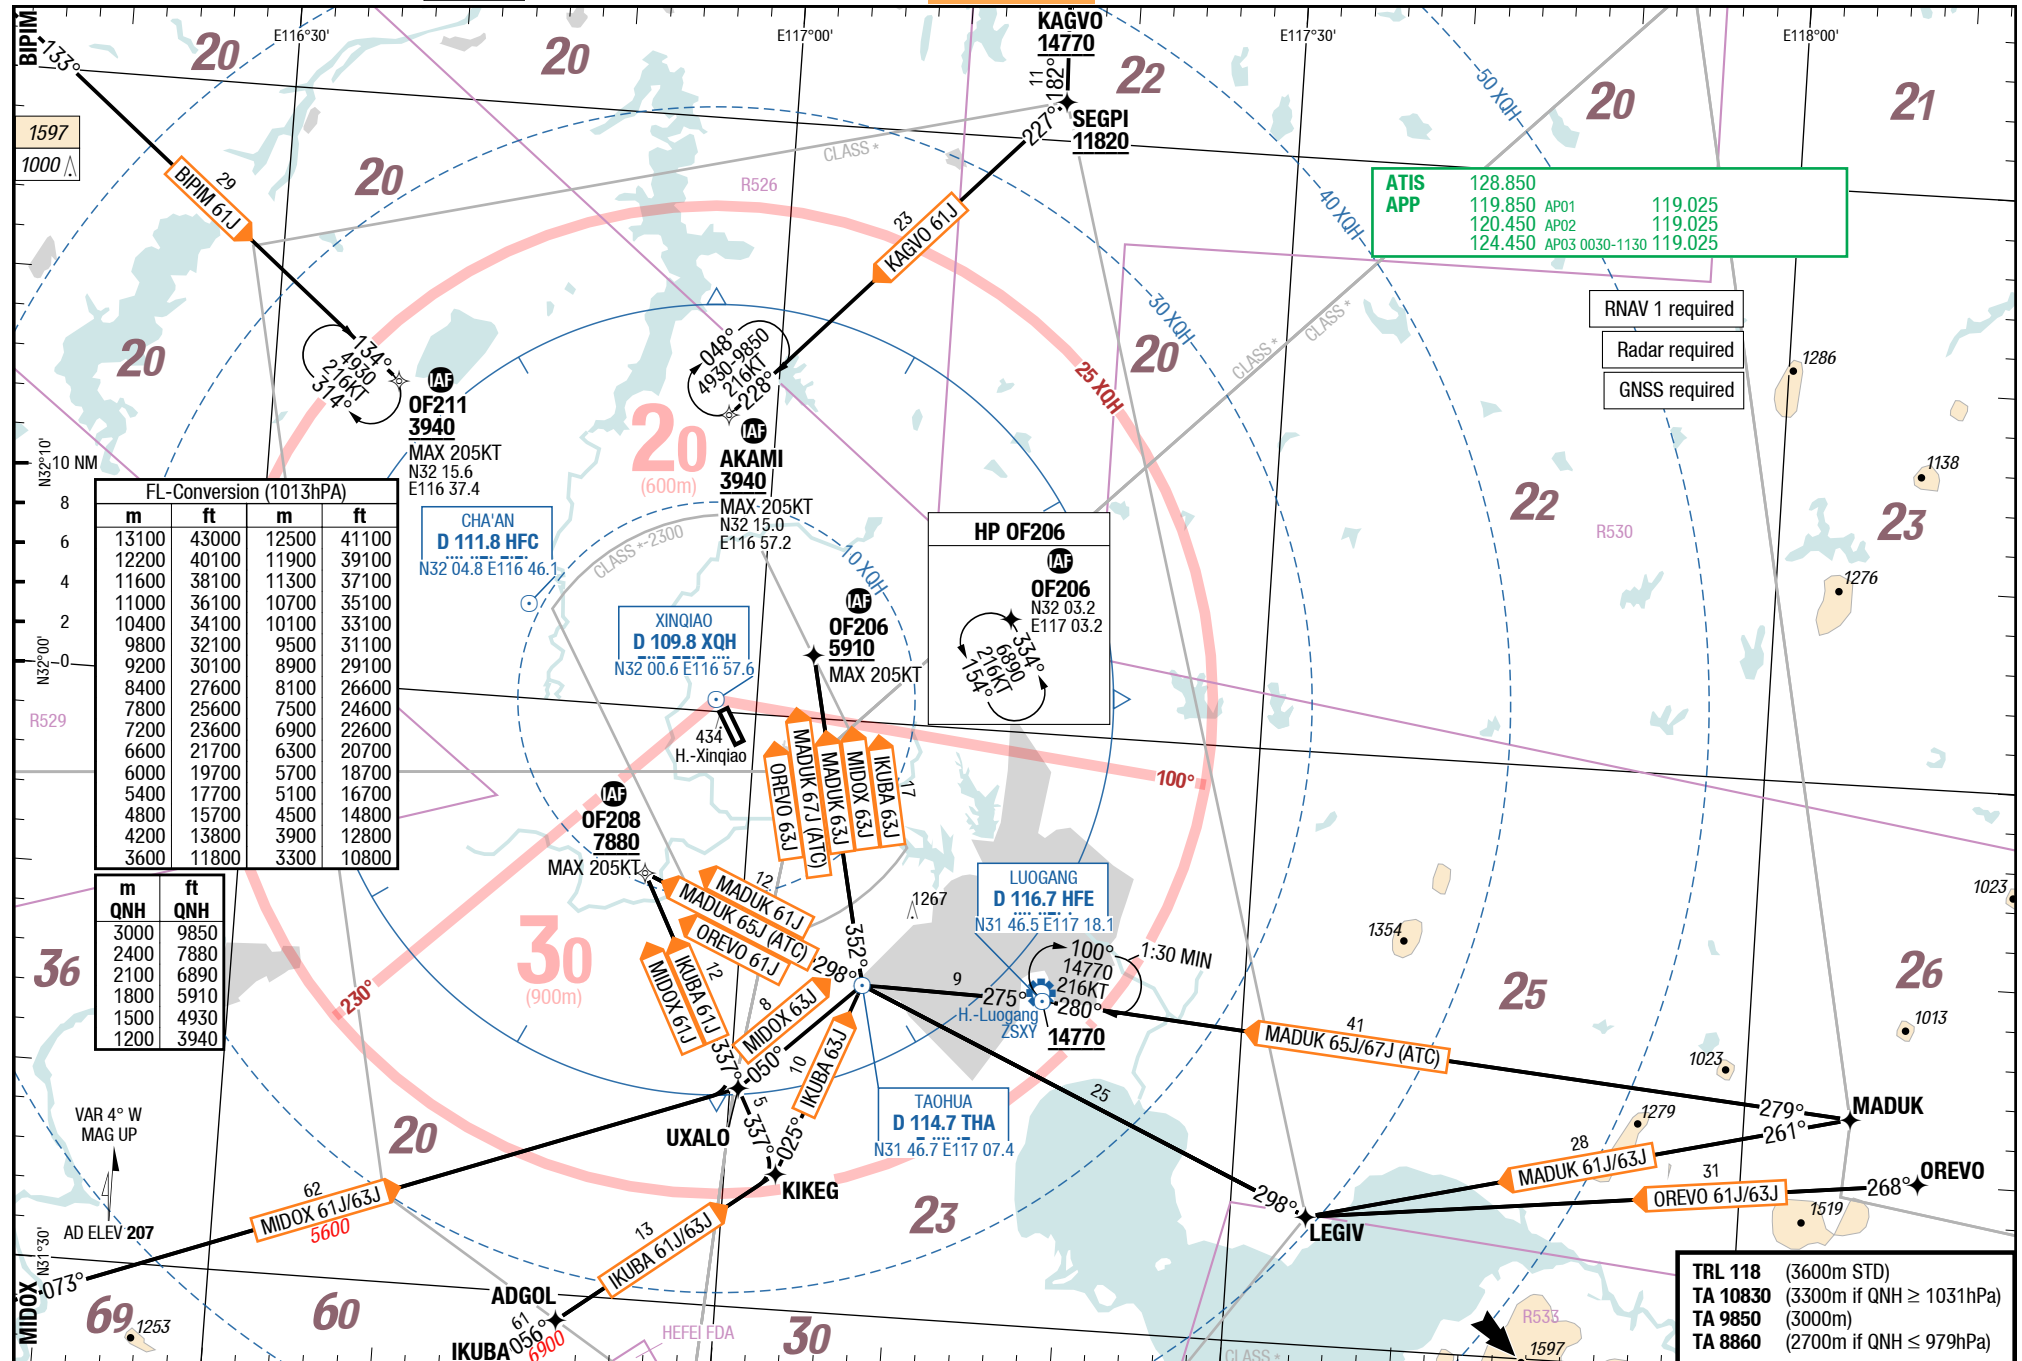 BIPIM
133°
20
E116°30'
20
E117°00'
KAGVO
14770
11
182°
22
E117°30'
50 XQH
20
E118°00'
21
1597
1000
227°
SEGPI
11820
CLASS *
R526
20
29
BIPIM 61J
23
KAGVO 61J
40 XQH
ATIS 128.850
APP 119.850 AP01 119.025
120.450 AP02 119.025
124.450 AP03 0030-1130 119.025
30 XQH
RNAV 1 required
Radar required
GNSS required
CLASS *
CLASS *
20
20
1286
134°
4930
216KT
314°
IAF
OF211
3940
MAX 205KT
N32 15.6
E116 37.4
048°
4930-9850
216KT
228°
IAF
AKAMI
3940
MAX 205KT
N32 15.0
E116 57.2
25 XQH
20
(600m)
22
1138
23
R530
1276
N32°10'
10 NM
8
6
4
2
0
N32°00'
FL-Conversion (1013hPA)
m ft m ft
13100 43000 12500 41100
12200 40100 11900 39100
11600 38100 11300 37100
11000 36100 10700 35100
10400 34100 10100 33100
9800 32100 9500 31100
9200 30100 8900 29100
8400 27600 8100 26600
7800 25600 7500 24600
7200 23600 6900 22600
6600 21700 6300 20700
6000 19700 5700 18700
5400 17700 5100 16700
4800 15700 4500 14800
4200 13800 3900 12800
3600 11800 3300 10800
CHA'AN
D 111.8 HFC
N32 04.8 E116 46.1
CLASS *-2300
10 XQH
HP OF206
IAF
OF206
N32 03.2
E117 03.2
334°
6890
216KT
154°
XINQIAO
D 109.8 XQH
N32 00.6 E116 57.6
IAF
OF206
5910
MAX 205KT
R529
434
H.-Xinqiao
OREVO 63J
MADUK 67J (ATC)
MADUK 63J
MIDOX 63J
IKUBA 63J
17
100°
IAF
OF208
7880
MAX 205KT
m ft
QNH QNH
3000 9850
2400 7880
2100 6890
1800 5910
1500 4930
1200 3940
36
12
MADUK 61J
MADUK 65J (ATC)
OREVO 61J
298°
352°
1267
LUOGANG
D 116.7 HFE
N31 46.5 E117 18.1
100°
14770
216KT
280°
1:30 MIN
14770
1354
1023
26
30
(900m)
230°
MIDOX 61J
IKUBA 61J
12
337°
8
MIDOX 63J
050°
10
IKUBA 63J
9
275°
H.-Luogang
ZSXY
25
41
MADUK 65J/67J (ATC)
1013
1023
25
279°
MADUK
261°
1279
28
MADUK 61J/63J
31
OREVO 61J/63J
268°
OREVO
1519
298°
LEGIV
TAOHUA
D 114.7 THA
N31 46.7 E117 07.4
UXALO
5
337°
025°
KIKEG
20
23
VAR 4° W
MAG UP
AD ELEV 207
N31°30'
62
MIDOX 61J/63J
5600
13
IKUBA 61J/63J
MIDOX
073°
69
1253
60
ADGOL
61
IKUBA
056°
6900
HEFEI FDA
30
CLASS *
R533
1597
TRL 118 (3600m STD)
TA 10830 (3300m if QNH ≥ 1031hPa)
TA 9850 (3000m)
TA 8860 (2700m if QNH ≤ 979hPa)